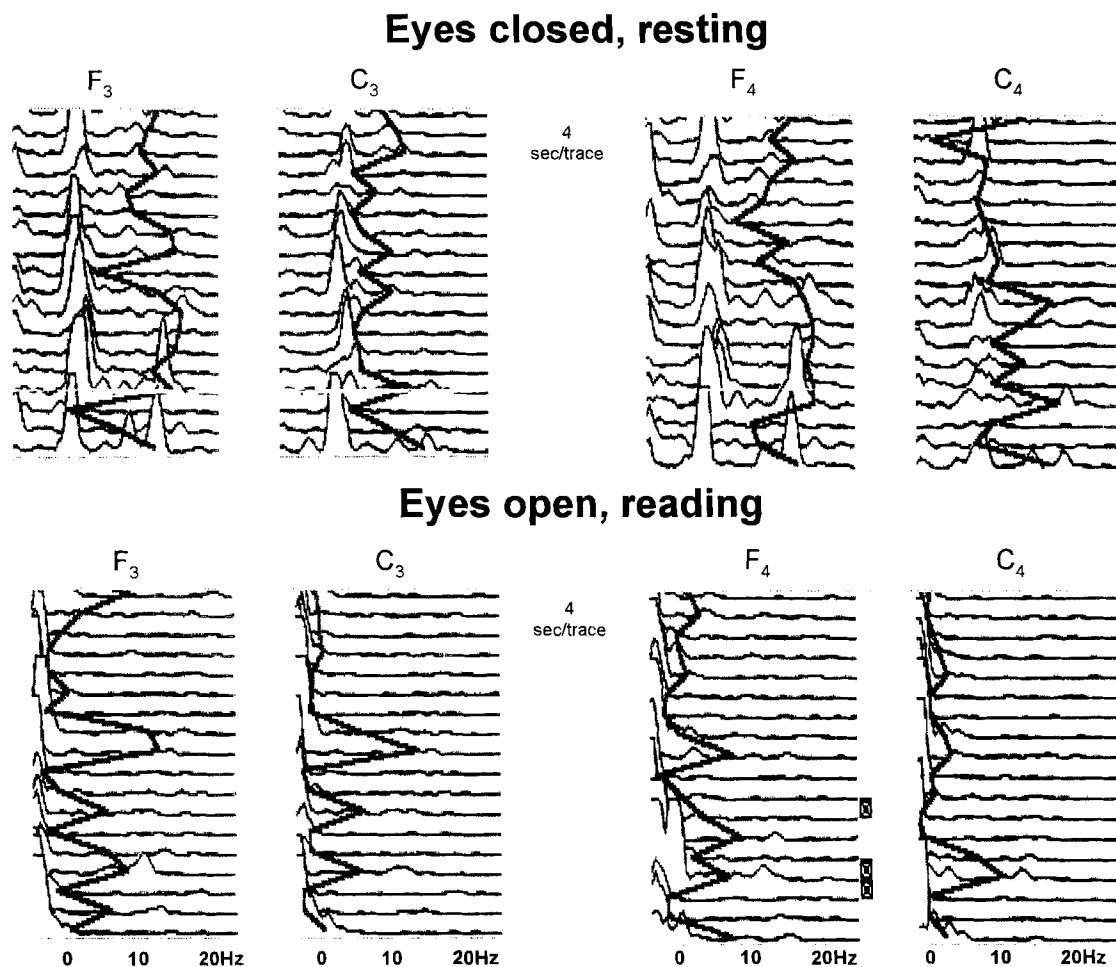 Eyes closed, resting
F3 C3 F4 C4
4
sec/trace
Eyes open, reading
F3 C3 F4 C4
4
sec/trace
0 10 20Hz 0 10 20Hz 0 10 20Hz 0 10 20Hz